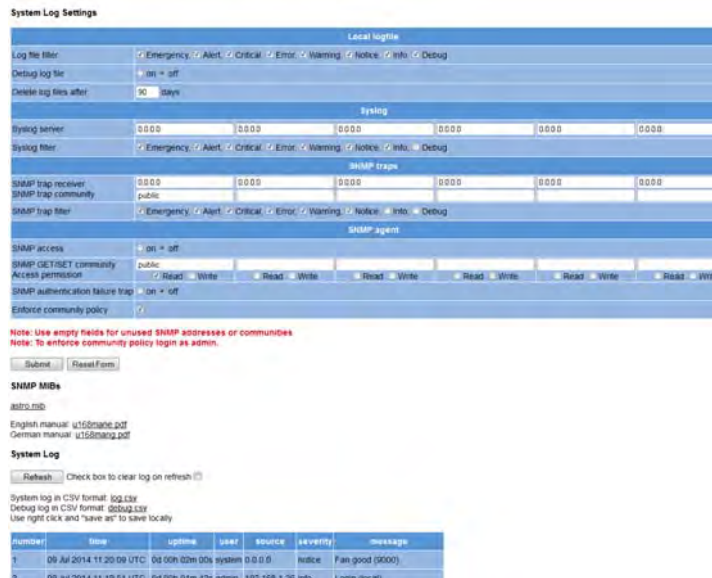 System Log Settings
Local logfile
Log file filter Emergency, Alert, Critical, Error, Warning, Notice, Info, Debug
Debug log file on off
Delete log files after 90 days
Syslog
Syslog server 0.0.0.0 0.0.0.0 0.0.0.0 0.0.0.0 0.0.0.0 0.0.0.0
Syslog filter Emergency, Alert, Critical, Error, Warning, Notice, Info, Debug
SNMP traps
SNMP trap receiver 0.0.0.0 0.0.0.0 0.0.0.0 0.0.0.0 0.0.0.0 0.0.0.0
SNMP trap community public
SNMP trap filter Emergency, Alert, Critical, Error, Warning, Notice, Info, Debug
SNMP agent
SNMP access on off
SNMP GET/SET community public
Access permission Read Write Read Write Read Write Read Write Read Write Read
SNMP authentication failure trap on off
Enforce community policy
Note: Use empty fields for unused SNMP addresses or communities
Note: To enforce community policy login as admin.
Submit Reset Form
SNMP MIBs
astro.mib
English manual: u168mane.pdf
German manual: u168mang.pdf
System Log
Refresh Check box to clear log on refresh
System log in CSV format: log.csv
Debug log in CSV format: debug.csv
Use right click and "save as" to save locally
number time uptime user source severity message
1 09 Jul 2014 11:20:09 UTC 0d 00h 02m 00s system 0.0.0.0 notice Fan good (9000)